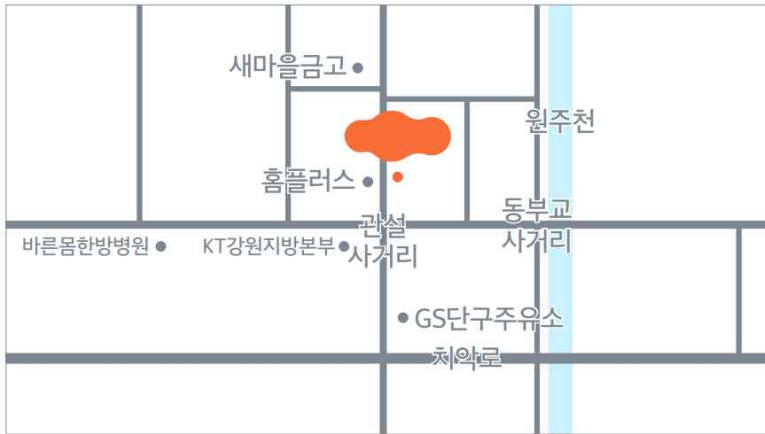 새마을금고
원주천
홈플러스
동부교
사거리
관설
사거리
바른몸한방병원
KT강원지방본부
GS단구주유소
치악로